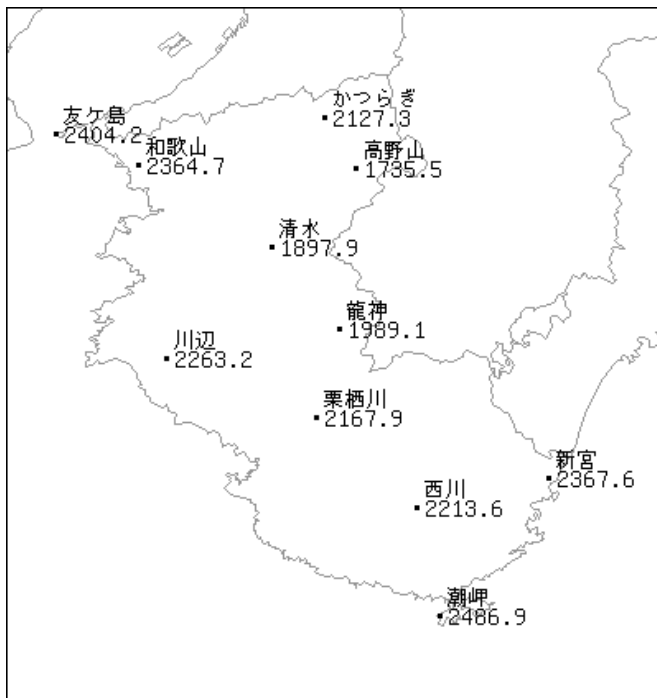 かつらぎ
2127.3
友ケ島
2404.2
和歌山
2364.7
高野山
1735.5
清水
1897.9
龍神
1989.1
川辺
2263.2
栗栖川
2167.9
新宮
2367.6
西川
2213.6
潮岬
2486.9